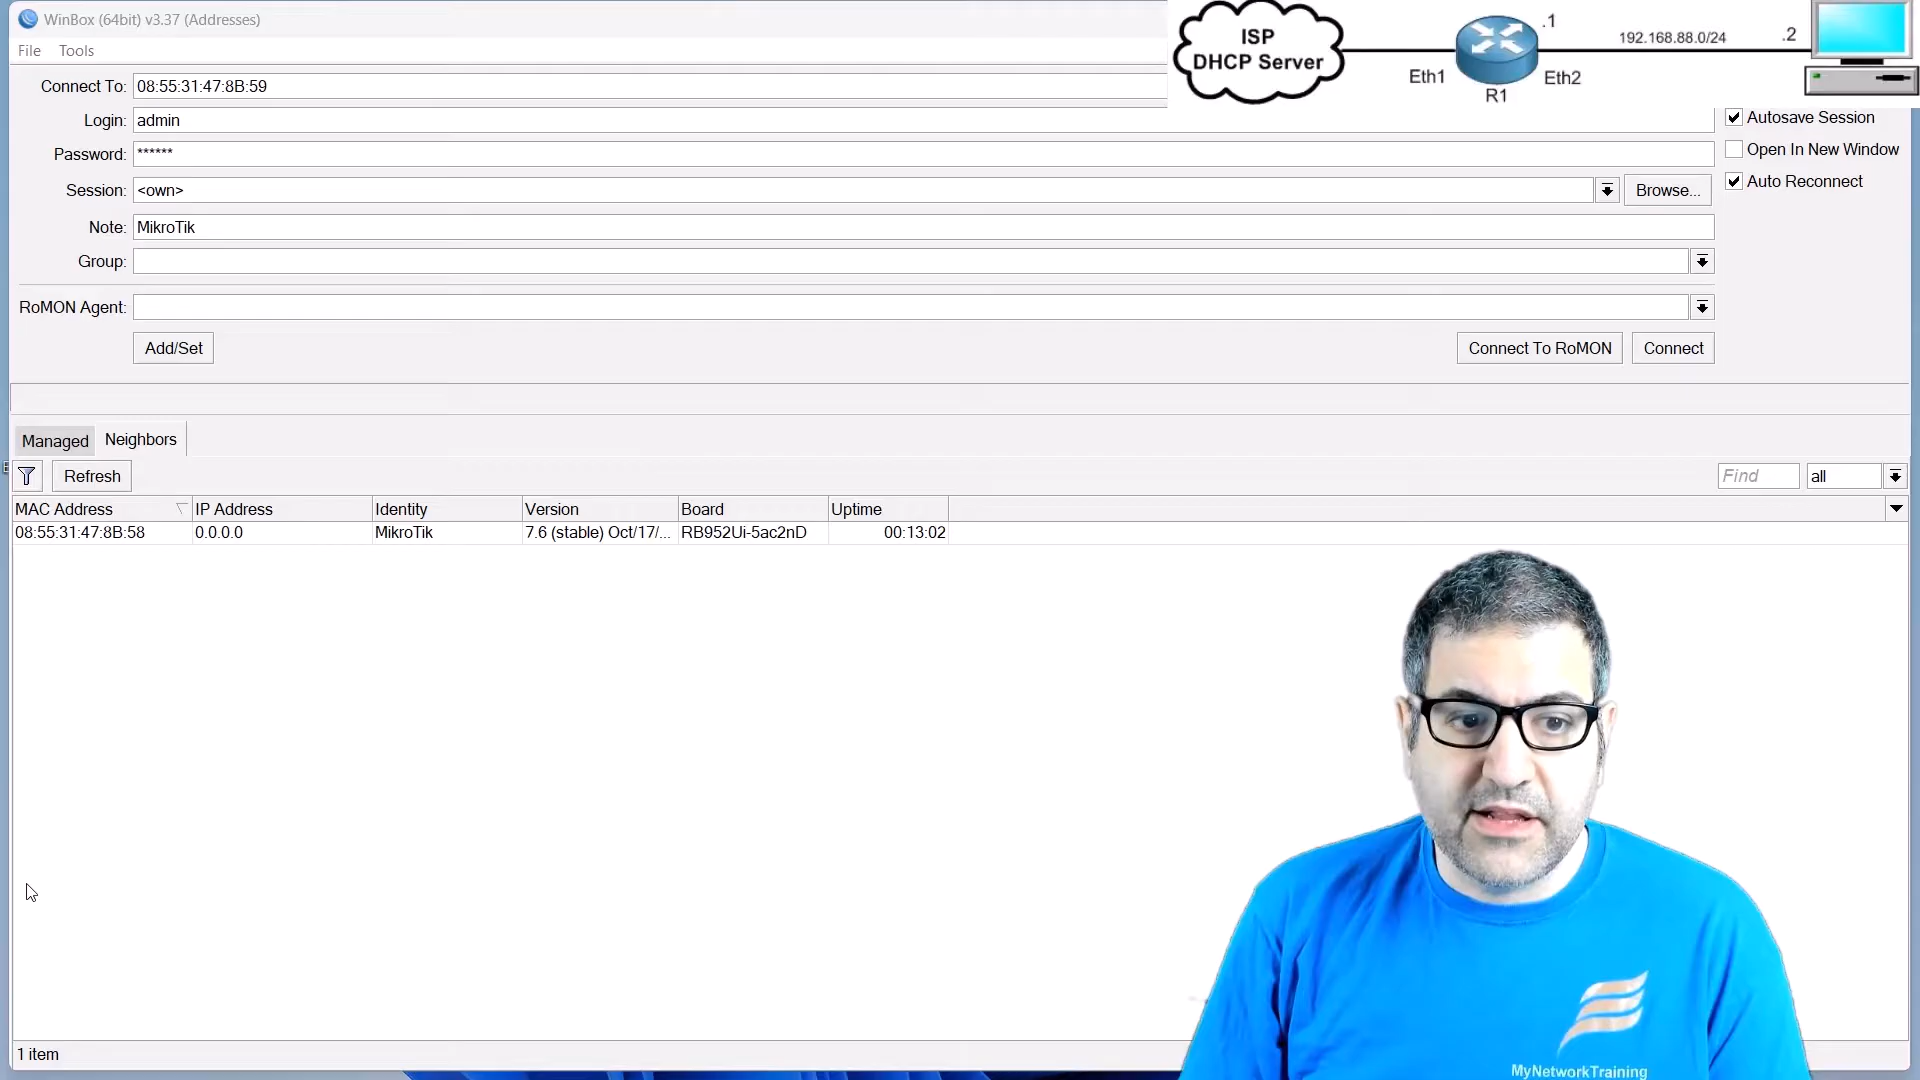 WinBox (64bit) v3.37 (Addresses)
File Tools
Connect To: 08:55:31:47:8B:59
Login: admin
Password: ******
Session: <own> Browse...
Note: MikroTik
Group:
RoMON Agent:
Add/Set Connect To RoMON Connect
ISP
DHCP Server
Eth1
R1
.1
Eth2
192.168.88.0/24
.2
Autosave Session
Open In New Window
Auto Reconnect
Managed Neighbors
Refresh Find all
MAC Address IP Address Identity Version Board Uptime
08:55:31:47:8B:58 0.0.0.0 MikroTik 7.6 (stable) Oct/17/... RB952Ui-5ac2nD 00:13:02
1 item
MyNetworkTraining